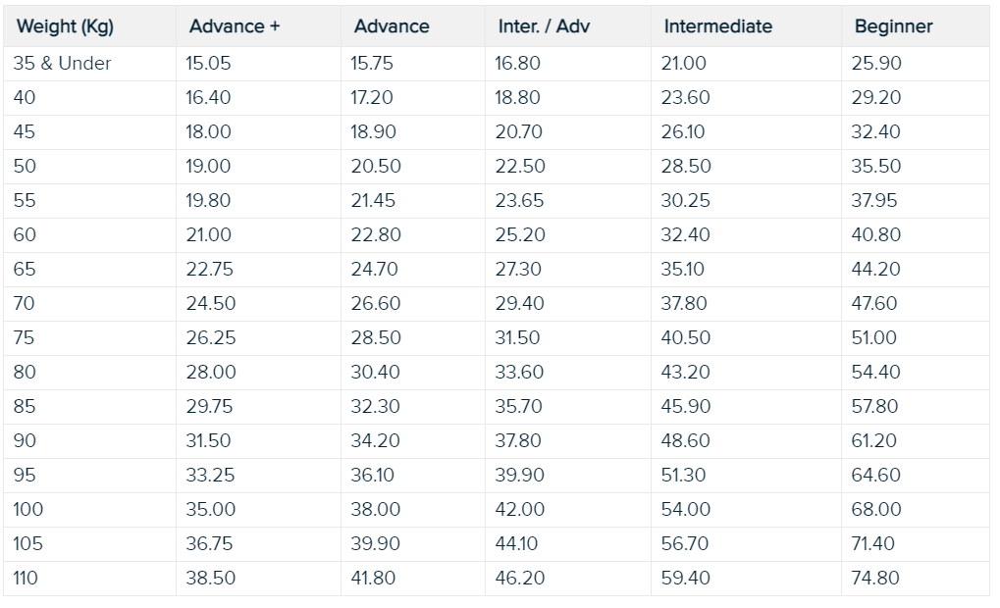 Weight (Kg) Advance + Advance Inter. / Adv Intermediate Beginner
35 & Under 15.05 15.75 16.80 21.00 25.90
40 16.40 17.20 18.80 23.60 29.20
45 18.00 18.90 20.70 26.10 32.40
50 19.00 20.50 22.50 28.50 35.50
55 19.80 21.45 23.65 30.25 37.95
60 21.00 22.80 25.20 32.40 40.80
65 22.75 24.70 27.30 35.10 44.20
70 24.50 26.60 29.40 37.80 47.60
75 26.25 28.50 31.50 40.50 51.00
80 28.00 30.40 33.60 43.20 54.40
85 29.75 32.30 35.70 45.90 57.80
90 31.50 34.20 37.80 48.60 61.20
95 33.25 36.10 39.90 51.30 64.60
100 35.00 38.00 42.00 54.00 68.00
105 36.75 39.90 44.10 56.70 71.40
110 38.50 41.80 46.20 59.40 74.80